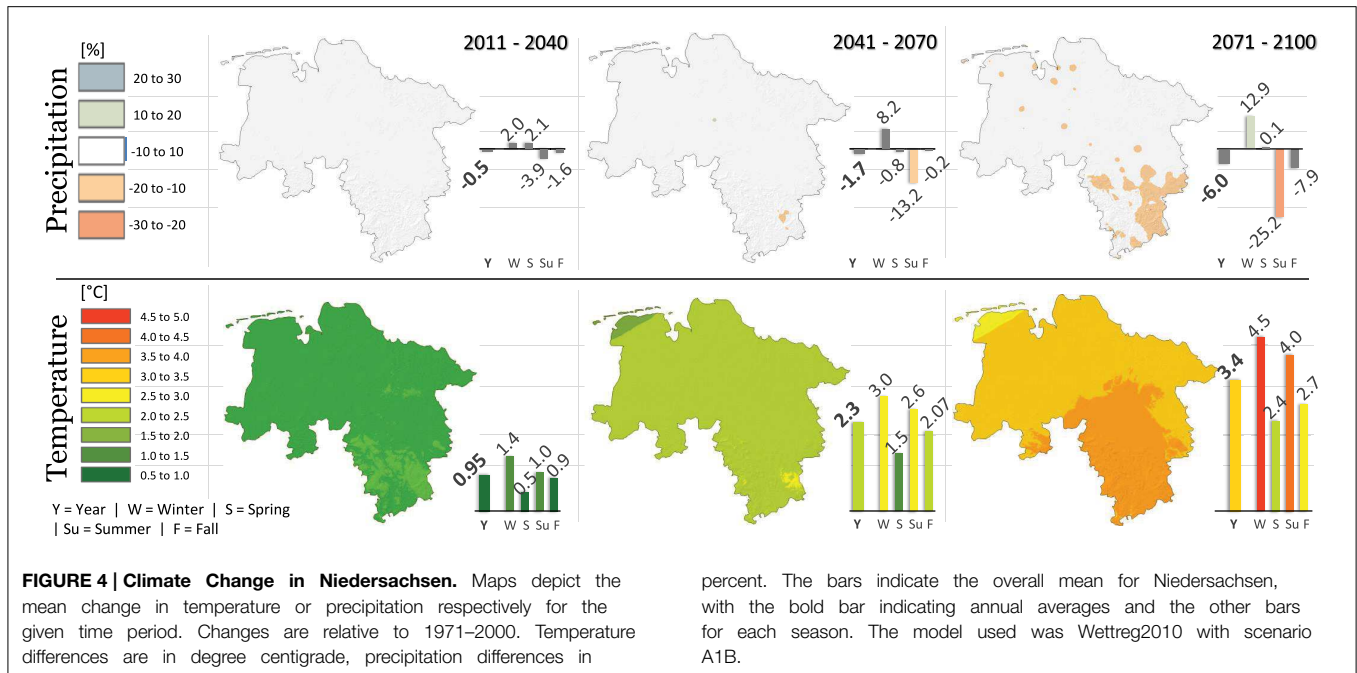 Precipitation
[%]
20 to 30
10 to 20
-10 to 10
-20 to -10
-30 to -20
2011 - 2040
-0.5
2.0
2.1
-3.9
-1.6
Y W S Su F
2041 - 2070
-1.7
8.2
-0.8
-13.2
-0.2
Y W S Su F
2071 - 2100
-6.0
12.9
0.1
-25.2
-7.9
Y W S Su F
Temperature
[°C]
4.5 to 5.0
4.0 to 4.5
3.5 to 4.0
3.0 to 3.5
2.5 to 3.0
2.0 to 2.5
1.5 to 2.0
1.0 to 1.5
0.5 to 1.0
Y = Year | W = Winter | S = Spring
| Su = Summer | F = Fall
0.95
1.4
0.5
1.0
0.9
Y W S Su F
2.3
3.0
1.5
2.6
2.07
Y W S Su F
3.4
4.5
2.4
4.0
2.7
Y W S Su F
FIGURE 4 | Climate Change in Niedersachsen. Maps depict the
mean change in temperature or precipitation respectively for the
given time period. Changes are relative to 1971–2000. Temperature
differences are in degree centigrade, precipitation differences in
percent. The bars indicate the overall mean for Niedersachsen,
with the bold bar indicating annual averages and the other bars
for each season. The model used was Wettreg2010 with scenario
A1B.